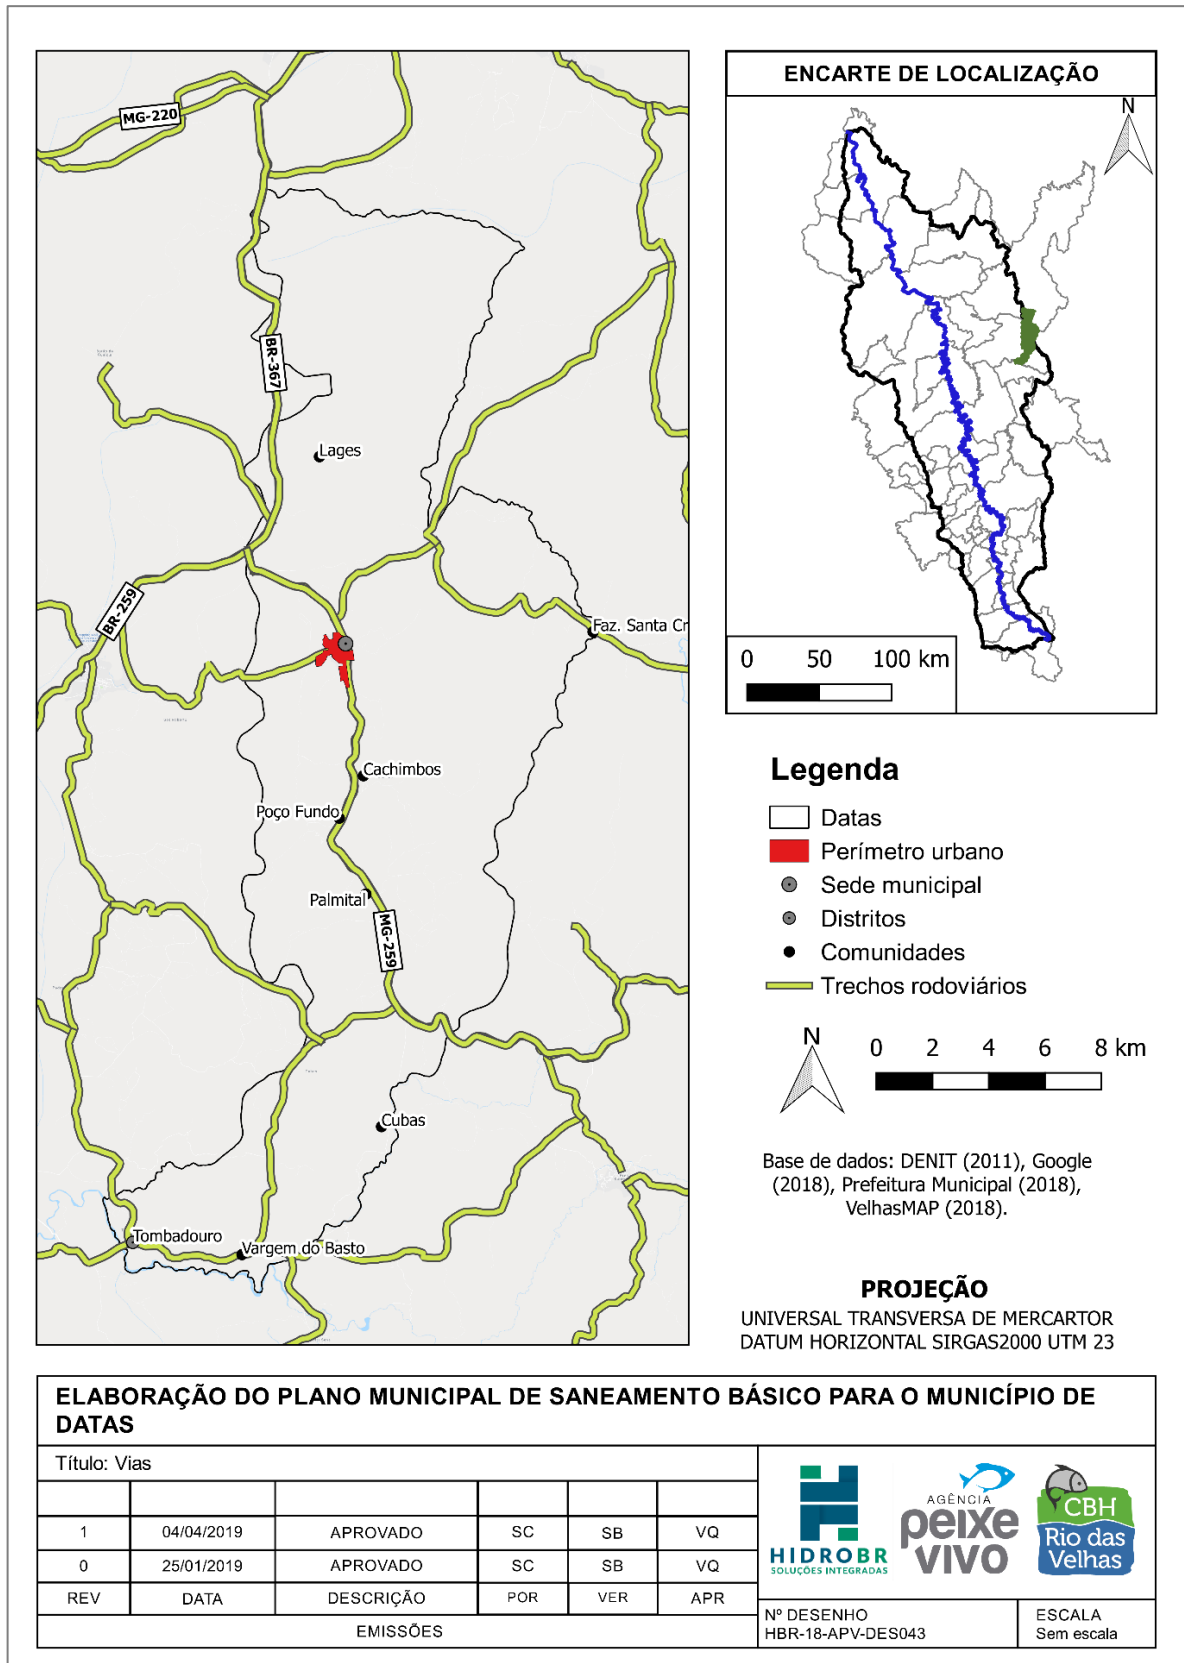 MG-220
BR-367
Lages
BR-259
Faz. Santa Cr
Cachimbos
Poço Fundo
Palmital
MG-259
Cubas
Tombadouro
Vargem do Basto
ENCARTE DE LOCALIZAÇÃO
N
0 50 100 km
Legenda
Datas
Perímetro urbano
Sede municipal
Distritos
Comunidades
Trechos rodoviários
N
0 2 4 6 8 km
Base de dados: DENIT (2011), Google
(2018), Prefeitura Municipal (2018),
VelhasMAP (2018).
PROJEÇÃO
UNIVERSAL TRANSVERSA DE MERCARTOR
DATUM HORIZONTAL SIRGAS2000 UTM 23
ELABORAÇÃO DO PLANO MUNICIPAL DE SANEAMENTO BÁSICO PARA O MUNICÍPIO DE
DATAS
Título: Vias
1 04/04/2019 APROVADO SC SB VQ
0 25/01/2019 APROVADO SC SB VQ
REV DATA DESCRIÇÃO POR VER APR
EMISSÕES
HIDROBR
SOLUÇÕES INTEGRADAS
AGÊNCIA
peixe
vivo
CBH
Rio das
Velhas
Nº DESENHO
HBR-18-APV-DES043
ESCALA
Sem escala